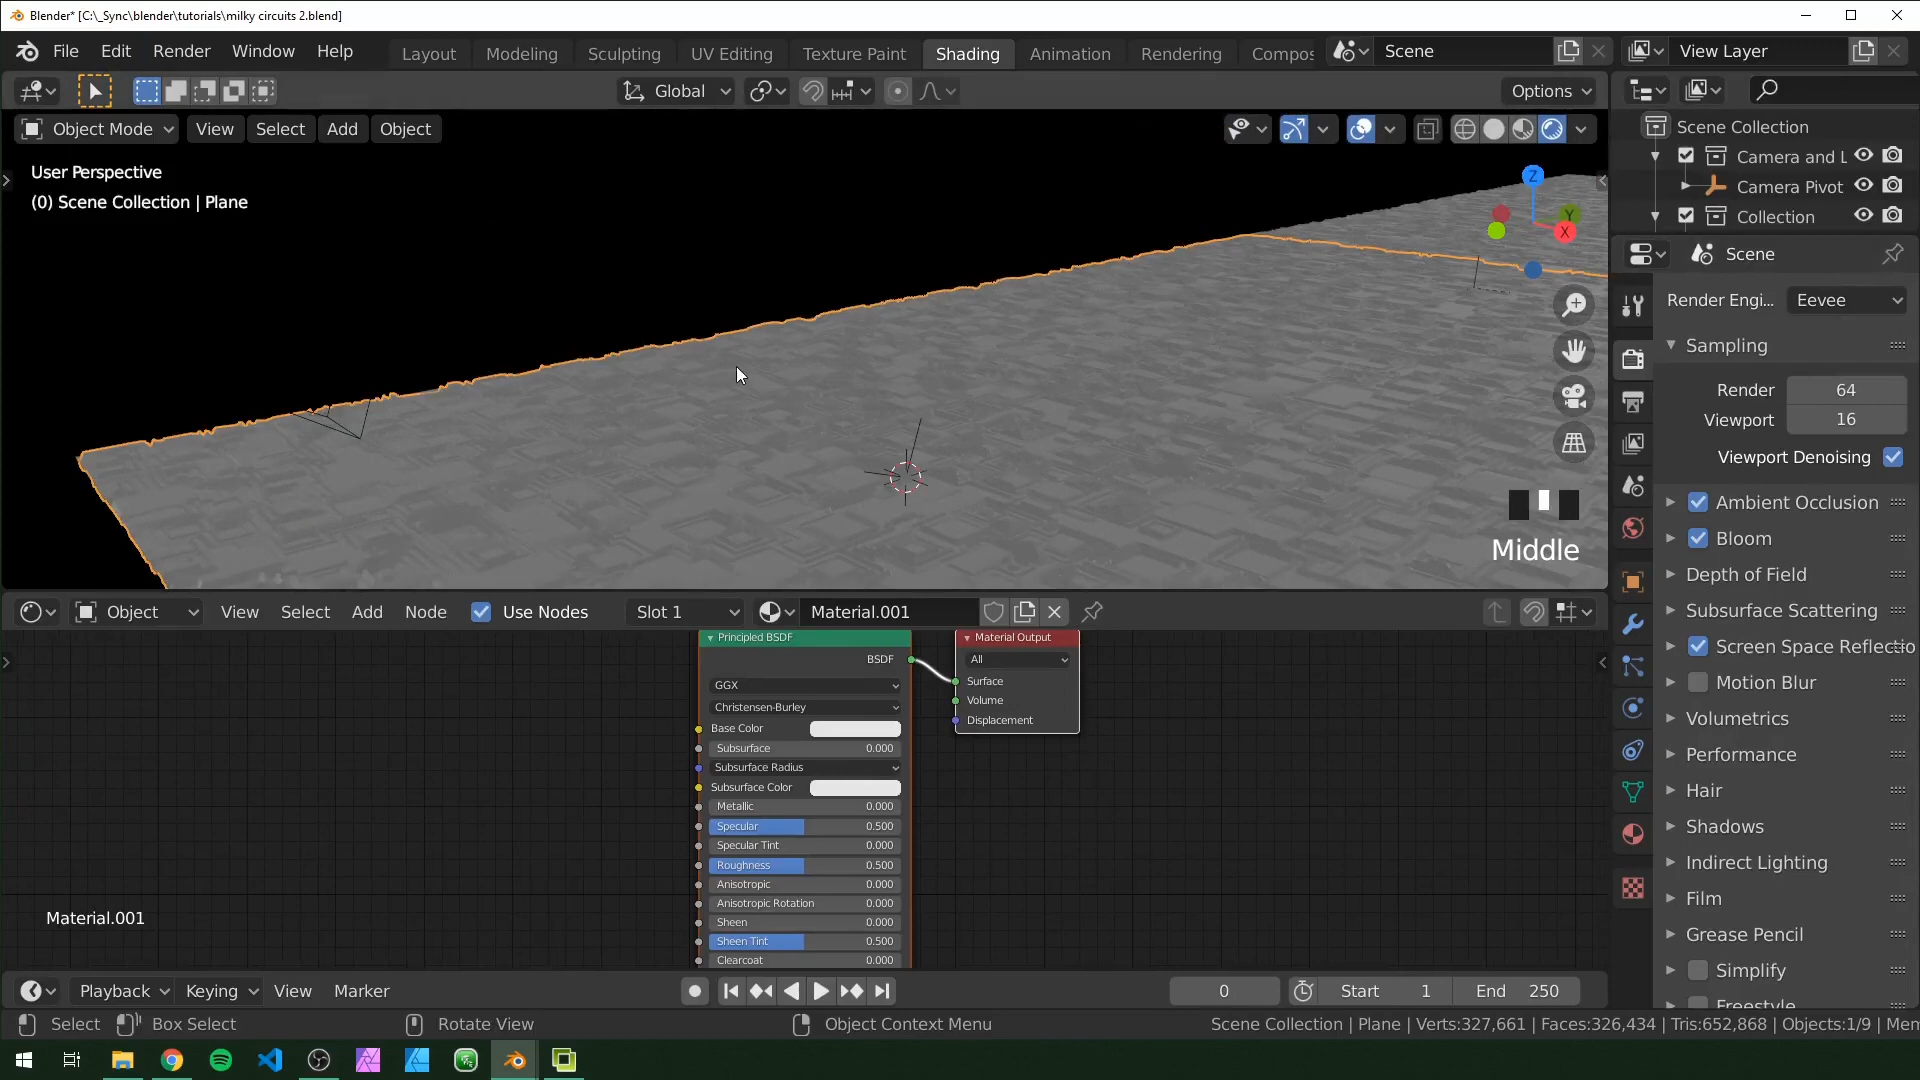 Blender* [C:\_Sync\blender\tutorials\milky circuits 2.blend]
File Edit Render Window Help Layout Modeling Sculpting UV Editing Texture Paint Shading Animation Rendering Compos Scene View Layer
Global Options
Object Mode View Select Add Object
User Perspective
(0) Scene Collection | Plane
Z
Y
X
Middle
Scene Collection
Camera and L
Camera Pivot
Collection
Scene
Render Engi... Eevee
Sampling
Render 64
Viewport 16
Viewport Denoising
Ambient Occlusion
Bloom
Depth of Field
Subsurface Scattering
Screen Space Reflectio
Motion Blur
Volumetrics
Performance
Hair
Shadows
Indirect Lighting
Film
Grease Pencil
Simplify
Freestyle
Object View Select Add Node Use Nodes Slot 1 Material.001
Principled BSDF
BSDF
GGX
Christensen-Burley
Base Color
Subsurface 0.000
Subsurface Radius
Subsurface Color
Metallic 0.000
Specular 0.500
Specular Tint 0.000
Roughness 0.500
Anisotropic 0.000
Anisotropic Rotation 0.000
Sheen 0.000
Sheen Tint 0.500
Clearcoat 0.000
Material Output
All
Surface
Volume
Displacement
Material.001
Playback Keying View Marker 0 Start 1 End 250
Select Box Select Rotate View Object Context Menu Scene Collection | Plane | Verts:327,661 | Faces:326,434 | Tris:652,868 | Objects:1/9 | Mem